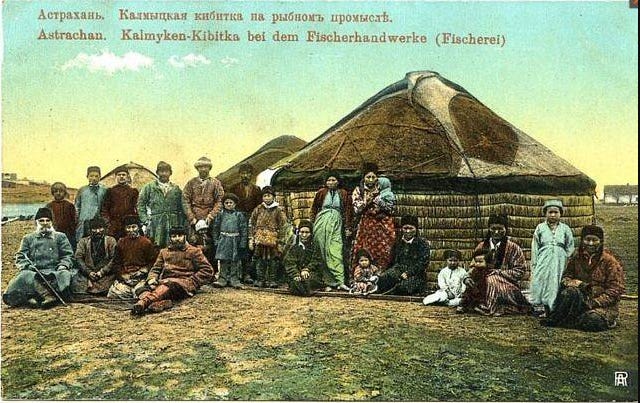 Астрахань. Калмыцкая кибитка на рыбномъ промыслѣ.
Astrachan. Kalmyken-Kibitka bei dem Fischerhandwerke (Fischerei)